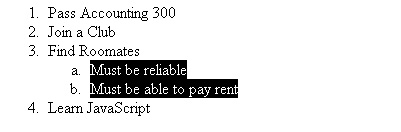 1. Pass Accounting 300
2. Join a Club
3. Find Roomates
a. Must be reliable
b. Must be able to pay rent
4. Learn JavaScript